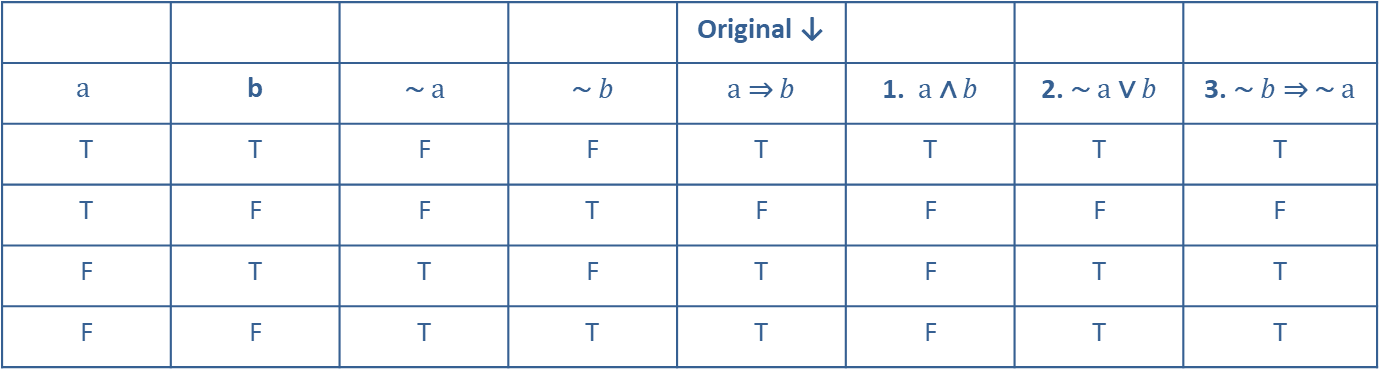 Original ↓
a b ~ a ~ b a ⇒ b 1. a ∧ b 2. ~ a ∨ b 3. ~ b ⇒ ~ a
T T F F T T T T
T F F T F F F F
F T T F T F T T
F F T T T F T T